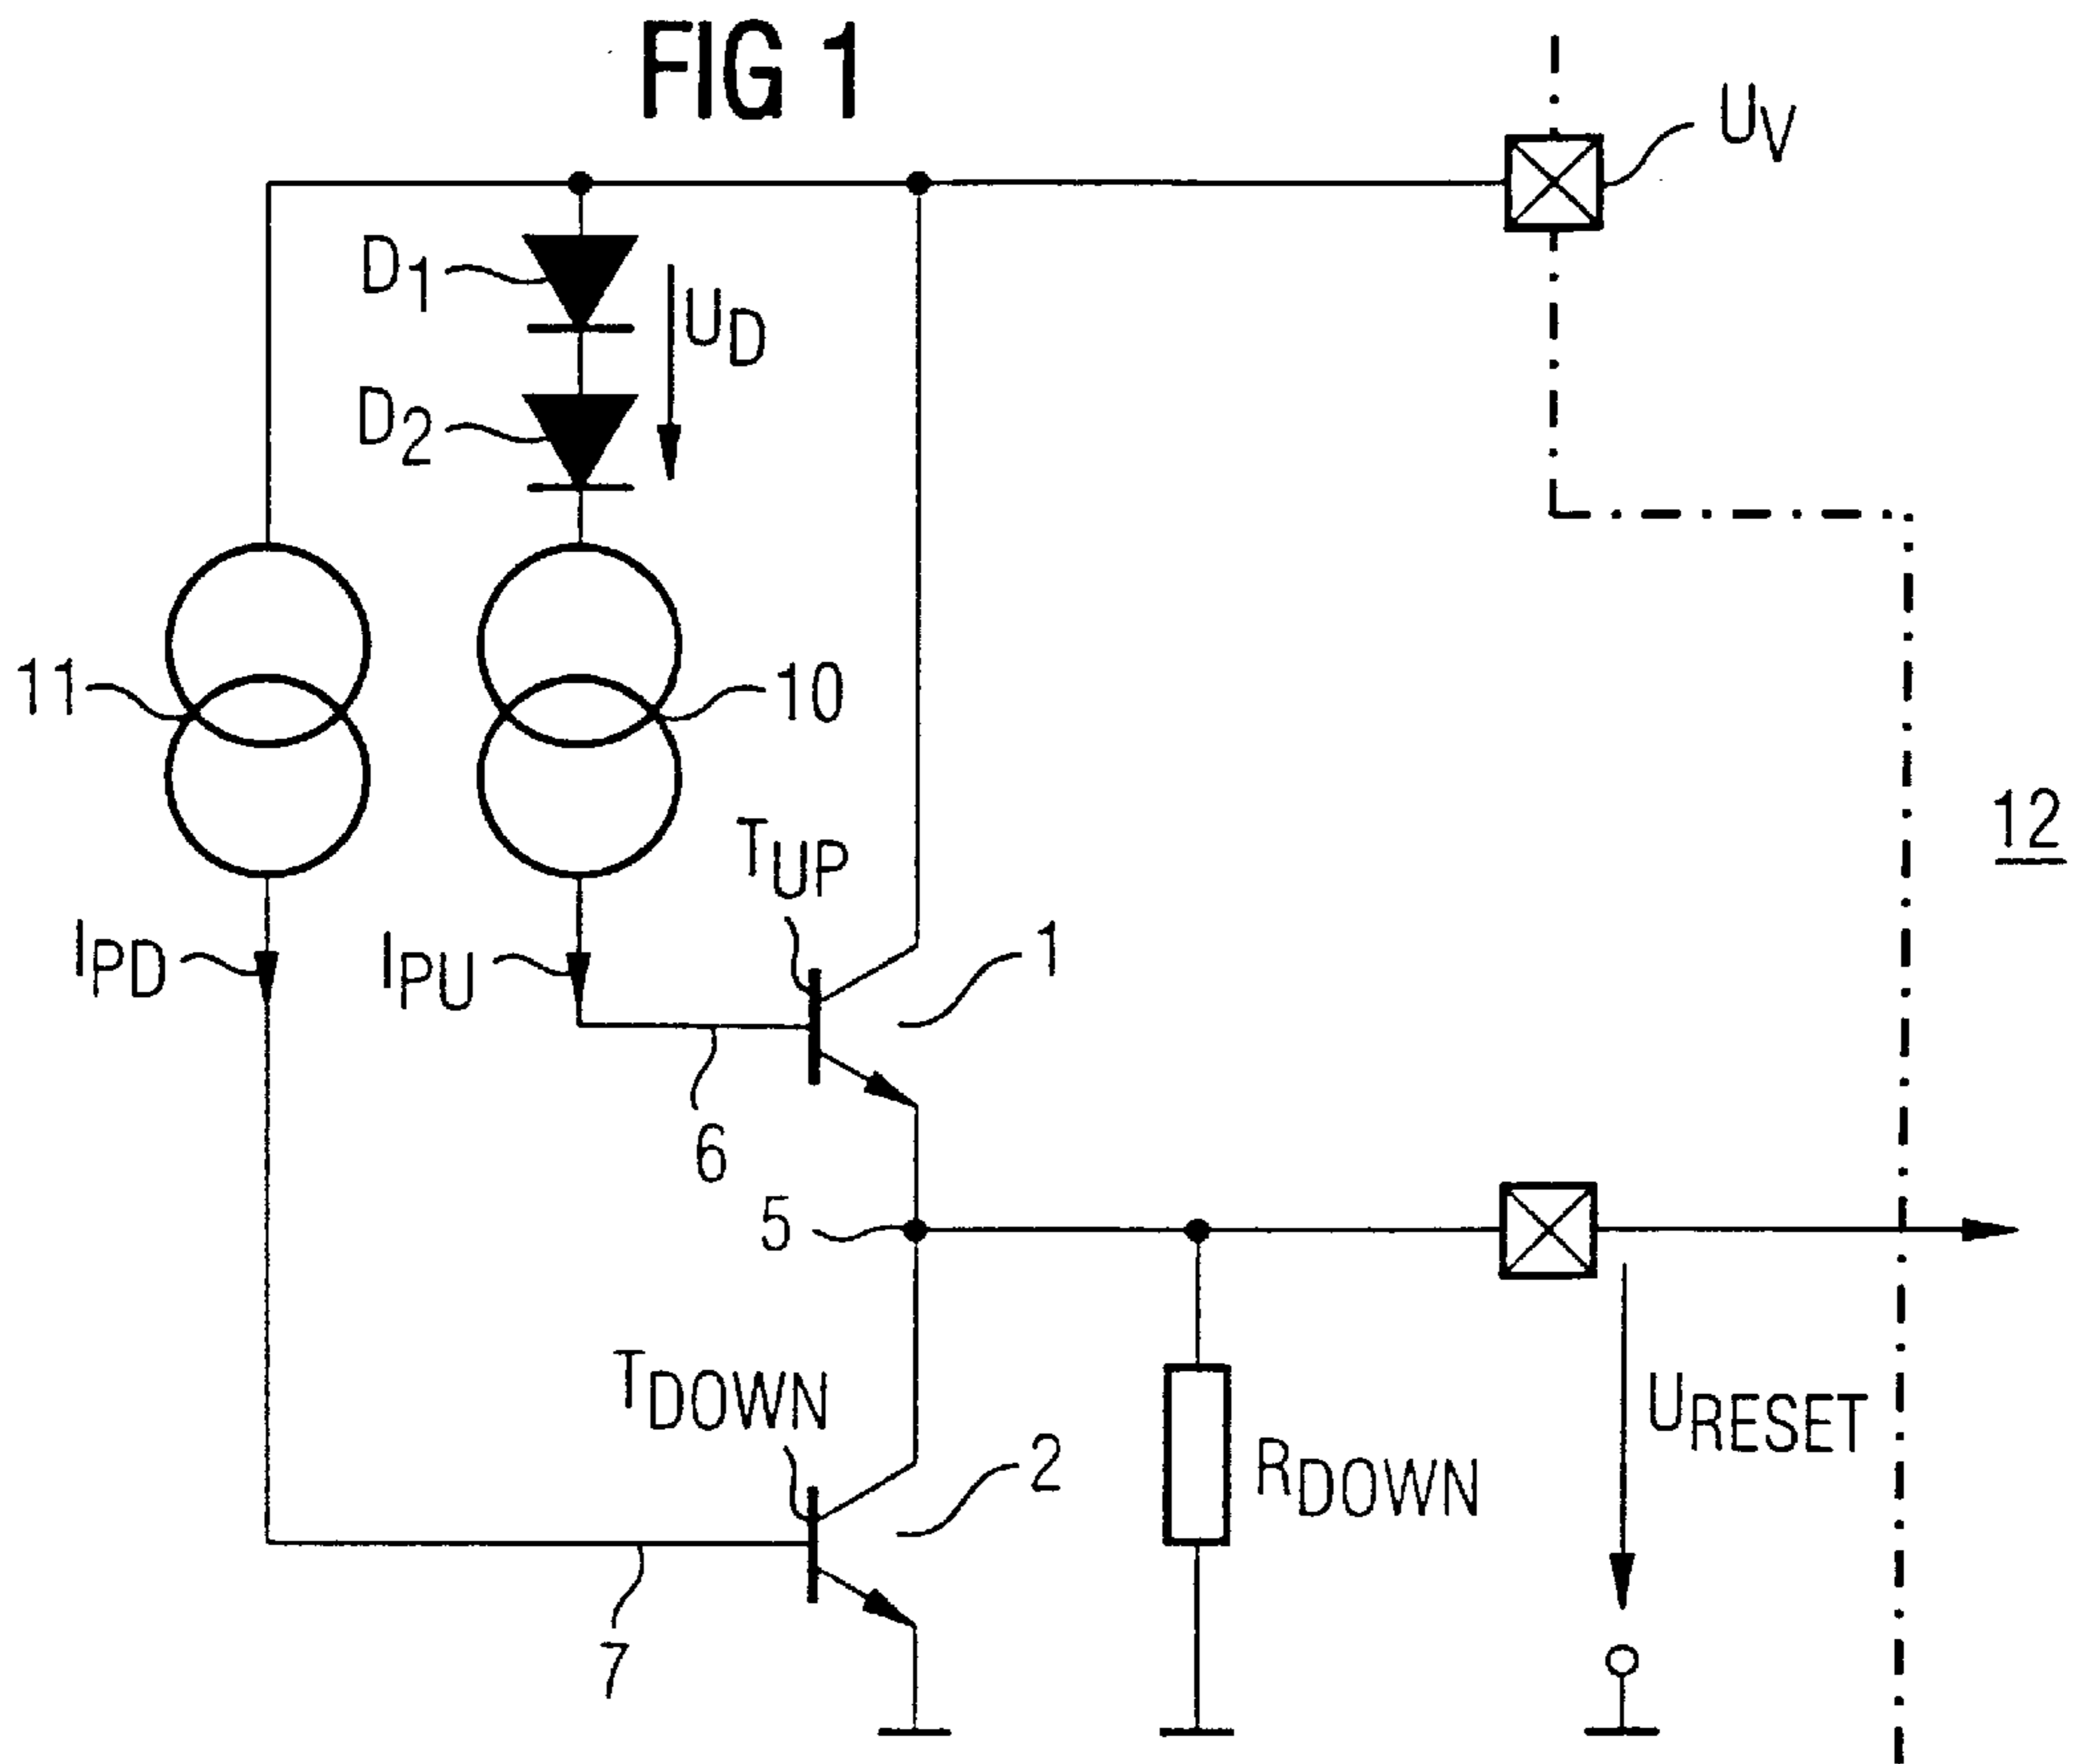 FIG 1
U_V
D_1
U_D
D_2
11
10
12
T_UP
I_PD
I_PU
1
6
5
T_DOWN
2
U_RESET
R_DOWN
7